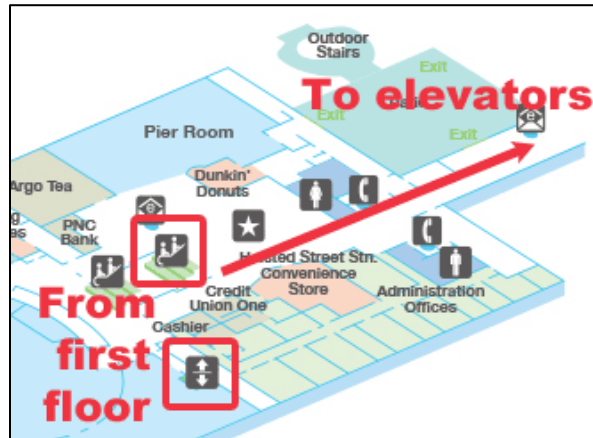 Outdoor
Stairs
Exit
To elevators
Exit
Exit
Pier Room
Dunkin'
Donuts
Argo Tea
PNC
Bank
es
Halsted Street Stn.
Convenience
Store
Credit
Union One
Administration
Offices
Cashier
From
first
floor